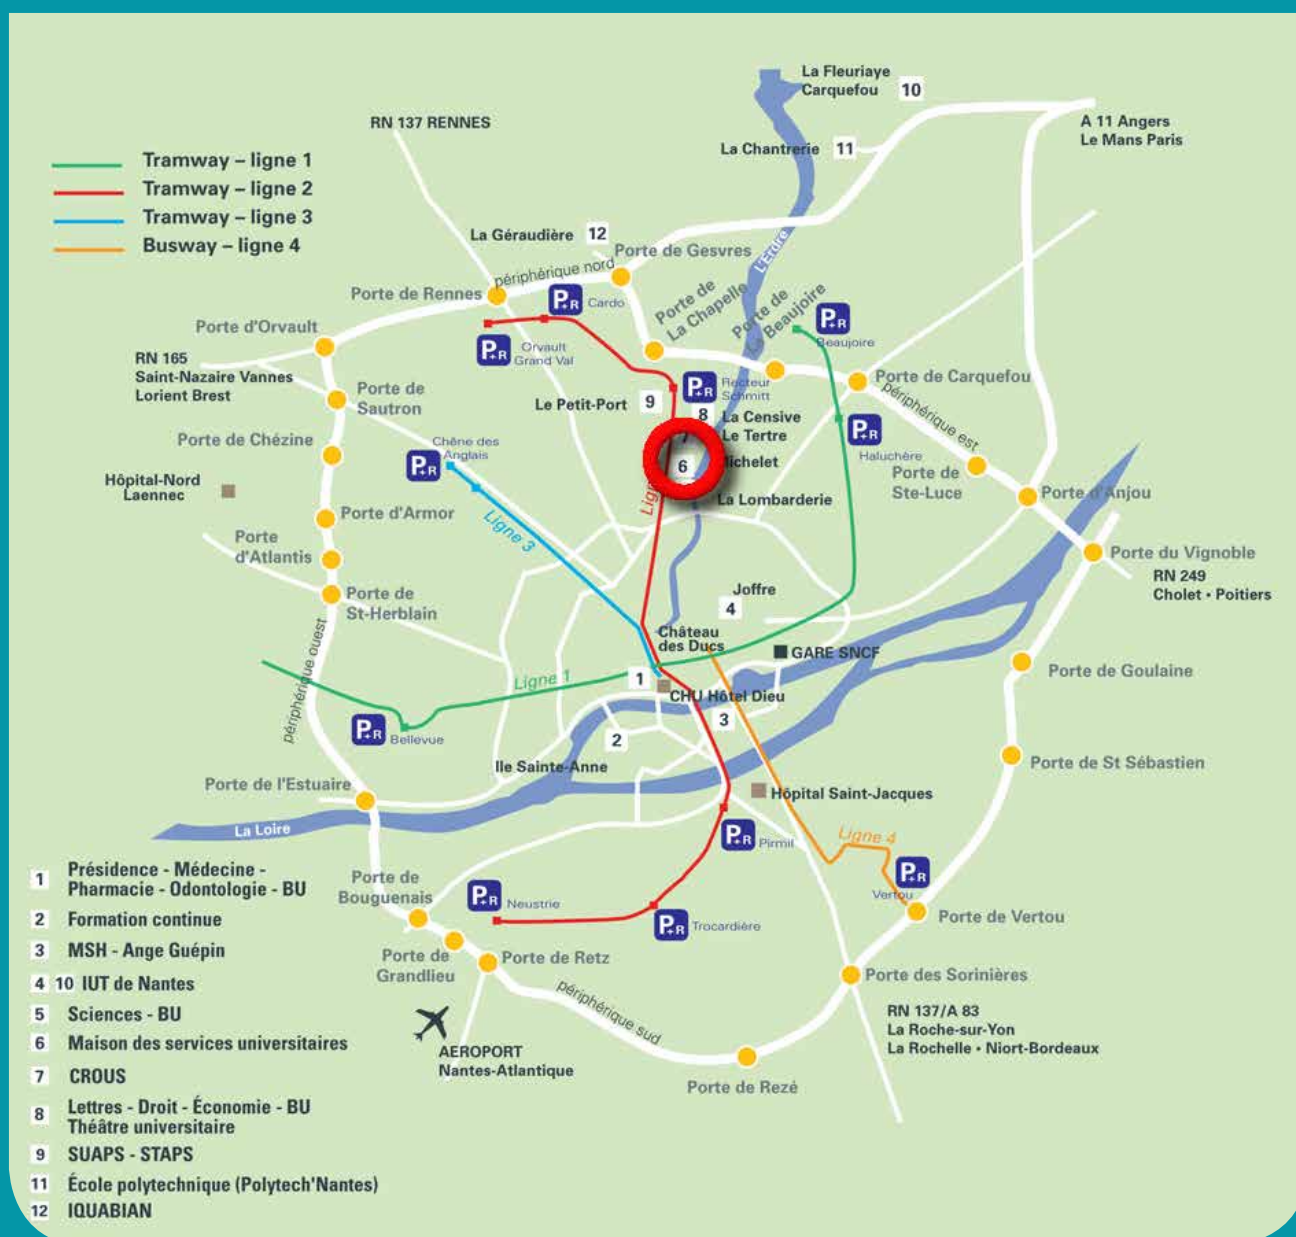 La Fleuriaye
Carquefou
10
RN 137 RENNES
A 11 Angers
Le Mans Paris
La Chantrerie 11
Tramway – ligne 1
Tramway – ligne 2
Tramway – ligne 3
Busway – ligne 4
La Géraudière 12
Porte de Gesvres
L'Erdre
périphérique nord
Porte de Rennes
P+R Cardo
Porte de
La Chapelle
Porte de
Beaujoire
P+R
Beaujoire
Porte d'Orvault
P+R
Orvault
Grand Val
RN 165
Saint-Nazaire Vannes
Lorient Brest
Porte de
Sautron
P+R
Recteur
Schmitt
Porte de Carquefou
périphérique est
Le Petit-Port 9
8 La Censive
Le Tertre
P+R
Haluchère
Porte de Chézine
Chêne des
Anglais
P+R
6
Porte de
Ste-Luce
Hôpital-Nord
Laennec
La Lombarderie
Porte d'Anjou
Porte d'Armor
Ligne 3
Porte
d'Atlantis
Porte du Vignoble
RN 249
Cholet • Poitiers
Porte de
St-Herblain
Joffre
4
périphérique ouest
Château
des Ducs
GARE SNCF
Porte de Goulaine
Ligne 1
1
CHU Hôtel Dieu
3
P+R Bellevue
2
Ile Sainte-Anne
Porte de St Sébastien
Porte de l'Estuaire
Hôpital Saint-Jacques
La Loire
P+R Pirmil
Ligne 4
P+R
Vertou
Porte de
Bouguenais
P+R Neustrie
P+R Trocardière
Porte de Vertou
Porte de
Grandlieu
Porte de Retz
Porte des Sorinières
périphérique sud
RN 137/A 83
La Roche-sur-Yon
La Rochelle • Niort-Bordeaux
AEROPORT
Nantes-Atlantique
Porte de Rezé
1 Présidence - Médecine -
Pharmacie - Odontologie - BU
2 Formation continue
3 MSH - Ange Guépin
4 10 IUT de Nantes
5 Sciences - BU
6 Maison des services universitaires
7 CROUS
8 Lettres - Droit - Économie - BU
Théâtre universitaire
9 SUAPS - STAPS
11 École polytechnique (Polytech'Nantes)
12 IQUABIAN